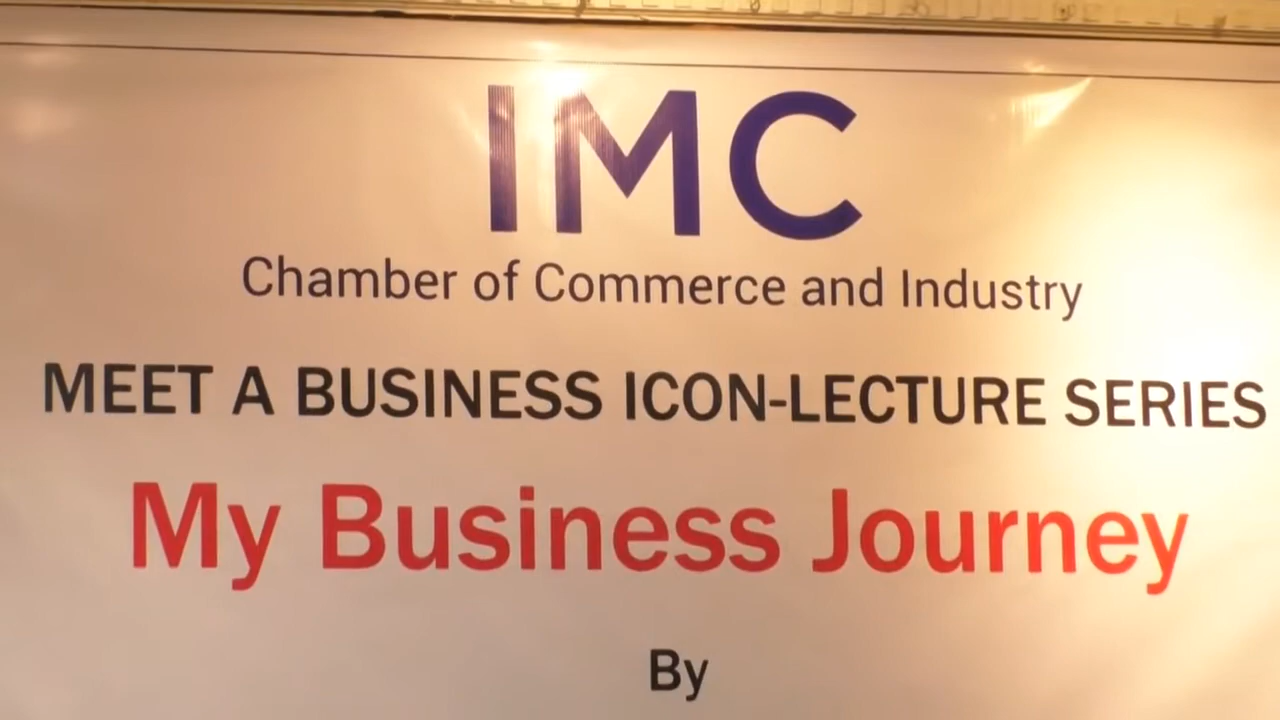 IMC
Chamber of Commerce and Industry
MEET A BUSINESS ICON-LECTURE SERIES
My Business Journey
By